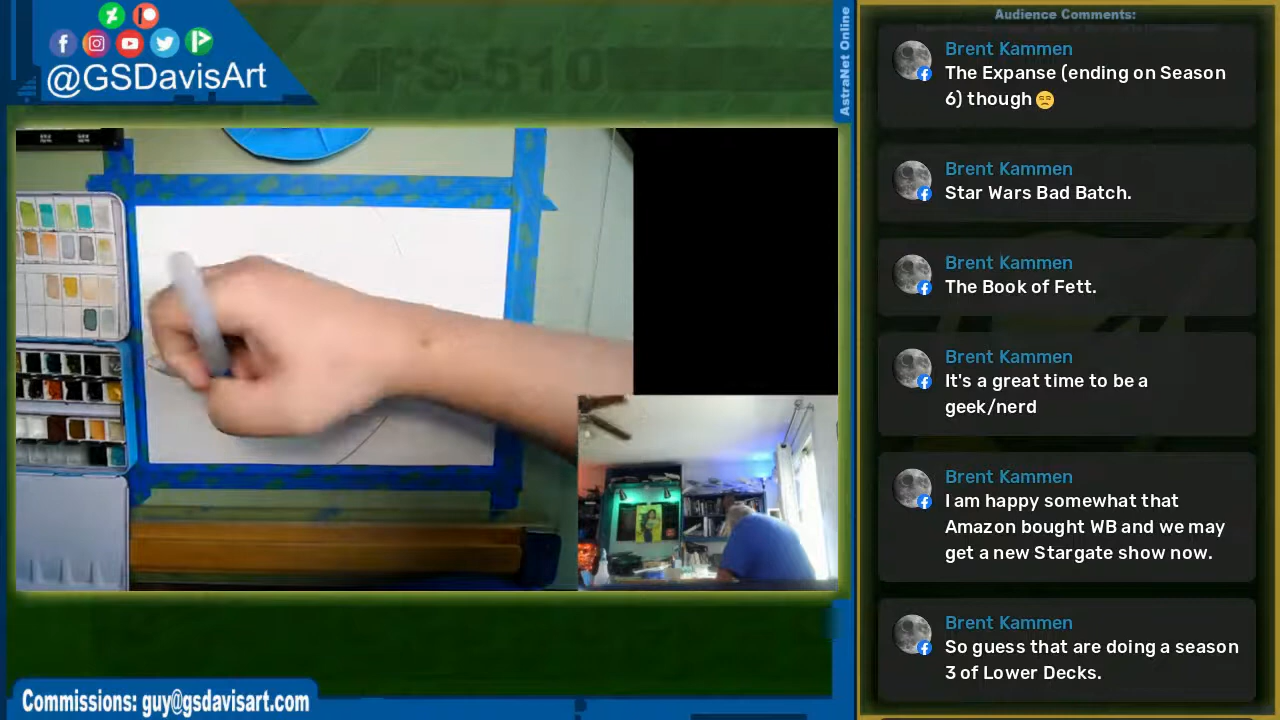 @GSDavisArt
AstraNet Online
Audience Comments:
Brent Kammen
The Expanse (ending on Season
6) though
Brent Kammen
Star Wars Bad Batch.
Brent Kammen
The Book of Fett.
Brent Kammen
It's a great time to be a
geek/nerd
Brent Kammen
I am happy somewhat that
Amazon bought WB and we may
get a new Stargate show now.
Brent Kammen
So guess that are doing a season
3 of Lower Decks.
Commissions: guy@gsdavisart.com